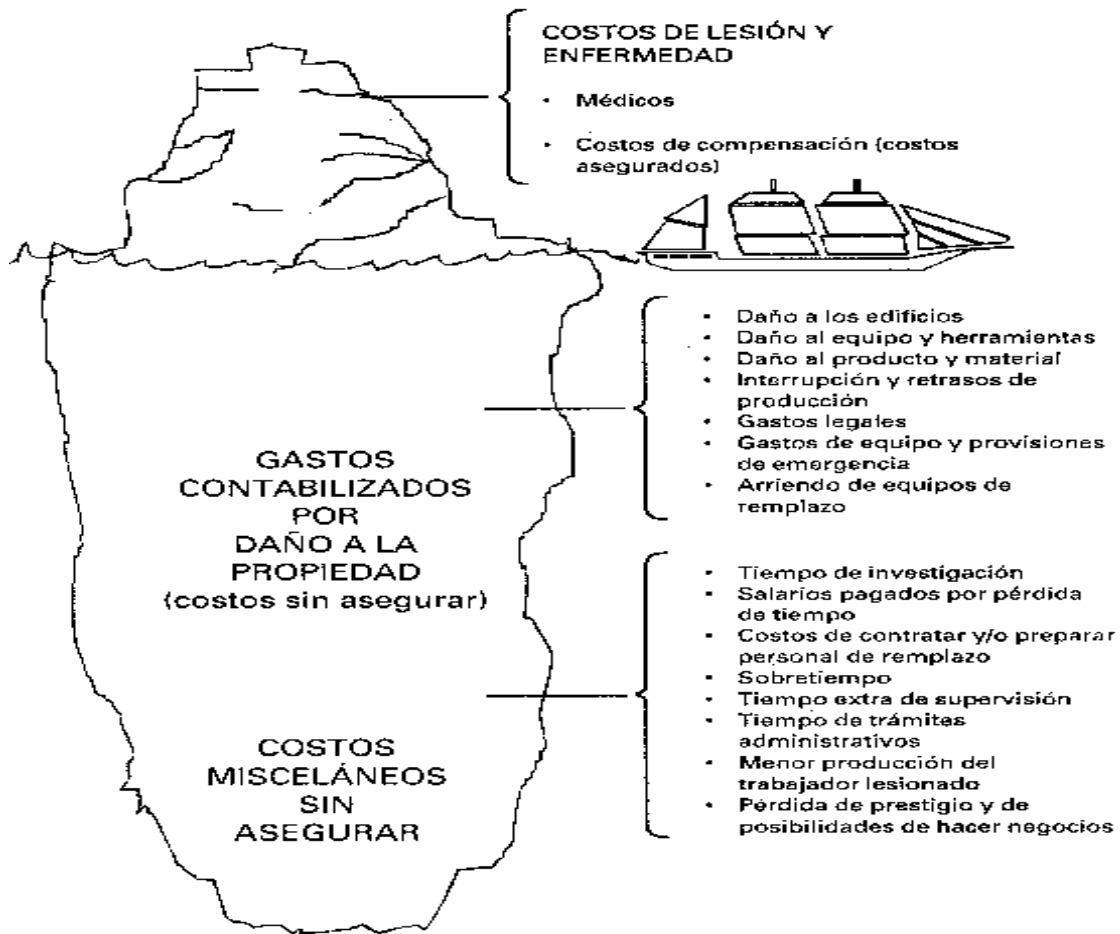 COSTOS DE LESIÓN Y
ENFERMEDAD
• Médicos
• Costos de compensación (costos
asegurados)
• Daño a los edificios
• Daño al equipo y herramientas
• Daño al producto y material
• Interrupción y retrasos de
producción
• Gastos legales
• Gastos de equipo y provisiones
de emergencia
• Arriendo de equipos de
remplazo
GASTOS
CONTABILIZADOS
POR
DAÑO A LA
PROPIEDAD
(costos sin asegurar)
• Tiempo de investigación
• Salarios pagados por pérdida
de tiempo
• Costos de contratar y/o preparar
personal de remplazo
• Sobretiempo
• Tiempo extra de supervisión
• Tiempo de trámites
administrativos
• Menor producción del
trabajador lesionado
• Pérdida de prestigio y de
posibilidades de hacer negocios
COSTOS
MISCELÁNEOS
SIN
ASEGURAR